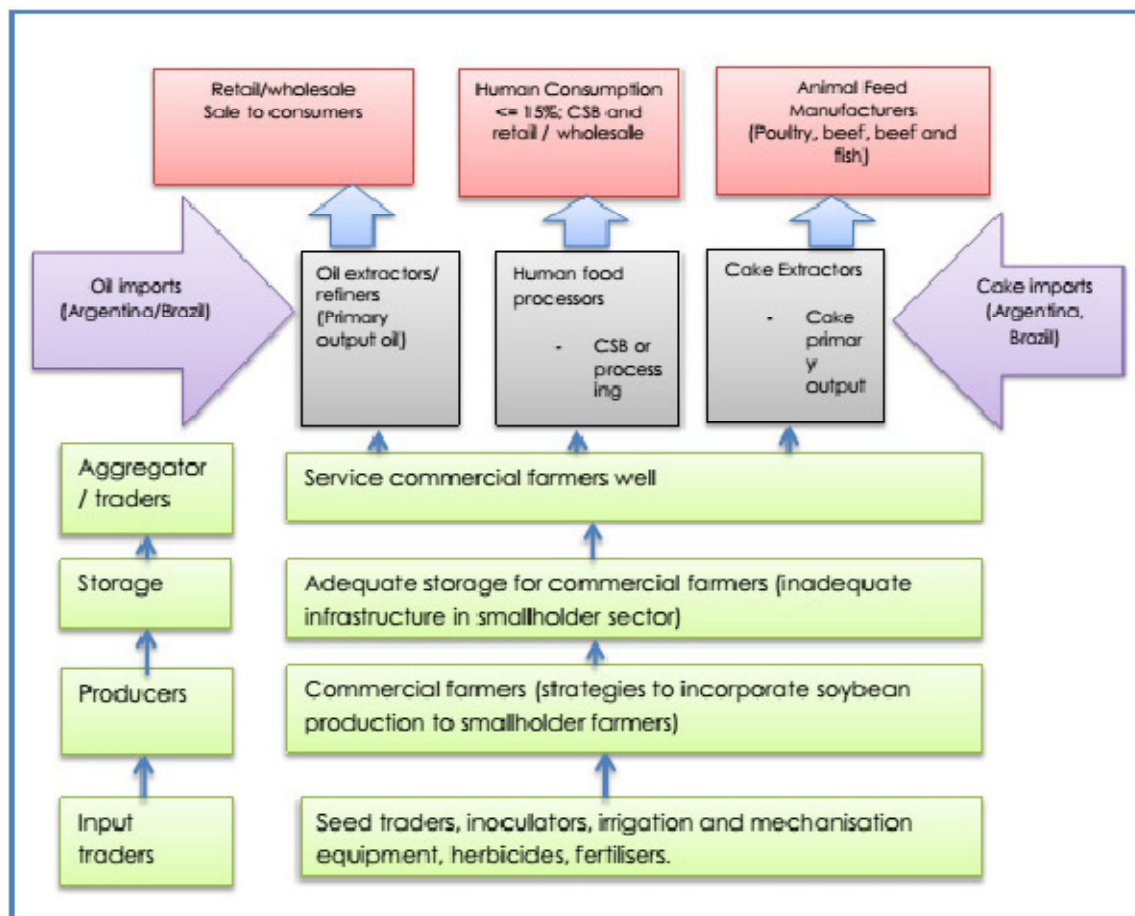 Retail/wholesale
Sale to consumers
Human Consumption
<= 15%; CSB and
retail / wholesale
Animal Feed
Manufacturers
(Poultry, beef, beef and
fish)
Oil imports
(Argentina/Brazil)
Oil extractors/
refiners
(Primary
output oil)
Human food
processors
- CSB or
process
ing
Cake Extractors
- Cake
primar
y
output
Cake imports
(Argentina,
Brazil)
Aggregator
/ traders
Service commercial farmers well
Storage
Adequate storage for commercial farmers (inadequate
infrastructure in smallholder sector)
Producers
Commercial farmers (strategies to incorporate soybean
production to smallholder farmers)
Input
traders
Seed traders, inoculators, irrigation and mechanisation
equipment, herbicides, fertilisers.